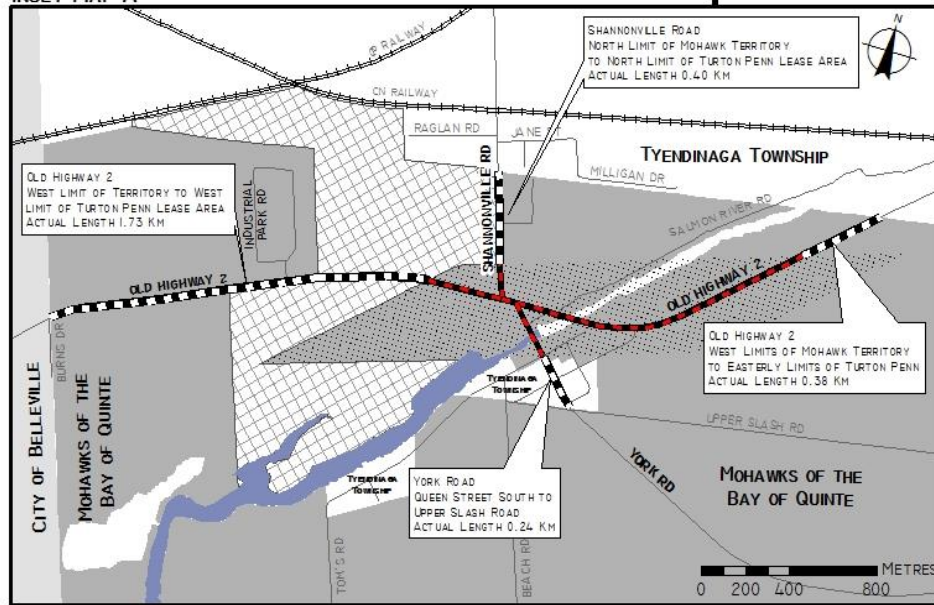 INSET MAP A
N
SHANNONVILLE ROAD
NORTH LIMIT OF MOHAWK TERRITORY
TO NORTH LIMIT OF TURTON PENN LEASE AREA
ACTUAL LENGTH 0.40 KM
CP RAILWAY
CN RAILWAY
RAGLAN RD
JANE ST
TYENDINAGA TOWNSHIP
MILLIGAN DR
OLD HIGHWAY 2
WEST LIMIT OF TERRITORY TO WEST
LIMIT OF TURTON PENN LEASE AREA
ACTUAL LENGTH 1.73 KM
INDUSTRIAL
PARK RD
SHANNONVILLE RD
SALMON RIVER RD
OLD HIGHWAY 2
OLD HIGHWAY 2
BURNS DR
OLD HIGHWAY 2
WEST LIMITS OF MOHAWK TERRITORY
TO EASTERLY LIMITS OF TURTON PENN
ACTUAL LENGTH 0.38 KM
TYENDINAGA
TOWNSHIP
UPPER SLASH RD
CITY OF BELLEVILLE
MOHAWKS OF THE
BAY OF QUINTE
TYENDINAGA
TOWNSHIP
YORK ROAD
QUEEN STREET SOUTH TO
UPPER SLASH ROAD
ACTUAL LENGTH 0.24 KM
YORK RD
MOHAWKS OF THE
BAY OF QUINTE
TOM'S RD
BEACH RD
METRES
0 200 400 800